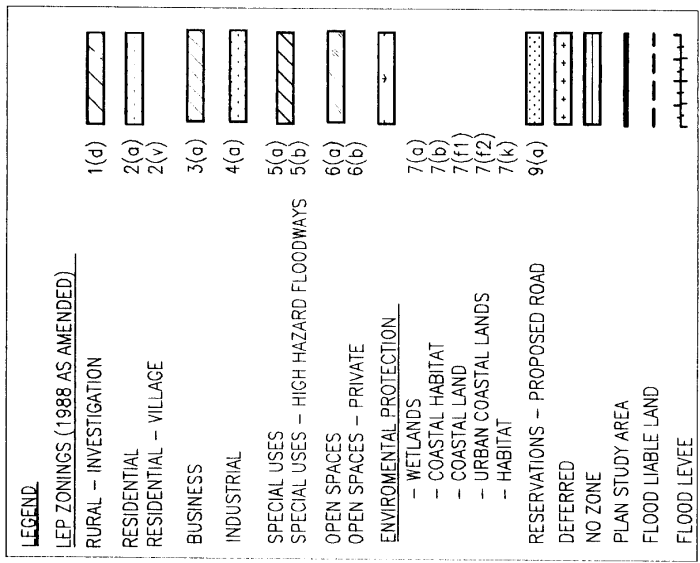 LEGEND
LEP ZONINGS (1988 AS AMENDED)
RURAL – INVESTIGATION 1(d)
RESIDENTIAL 2(a)
RESIDENTIAL – VILLAGE 2(v)
BUSINESS 3(a)
INDUSTRIAL 4(a)
SPECIAL USES 5(a)
SPECIAL USES – HIGH HAZARD FLOODWAYS 5(b)
OPEN SPACES 6(a)
OPEN SPACES – PRIVATE 6(b)
ENVIROMENTAL PROTECTION
– WETLANDS 7(a)
– COASTAL HABITAT 7(b)
– COASTAL LAND 7(f1)
– URBAN COASTAL LANDS 7(f2)
– HABITAT 7(k)
RESERVATIONS – PROPOSED ROAD 9(a)
DEFERRED
NO ZONE
PLAN STUDY AREA
FLOOD LIABLE LAND
FLOOD LEVEE